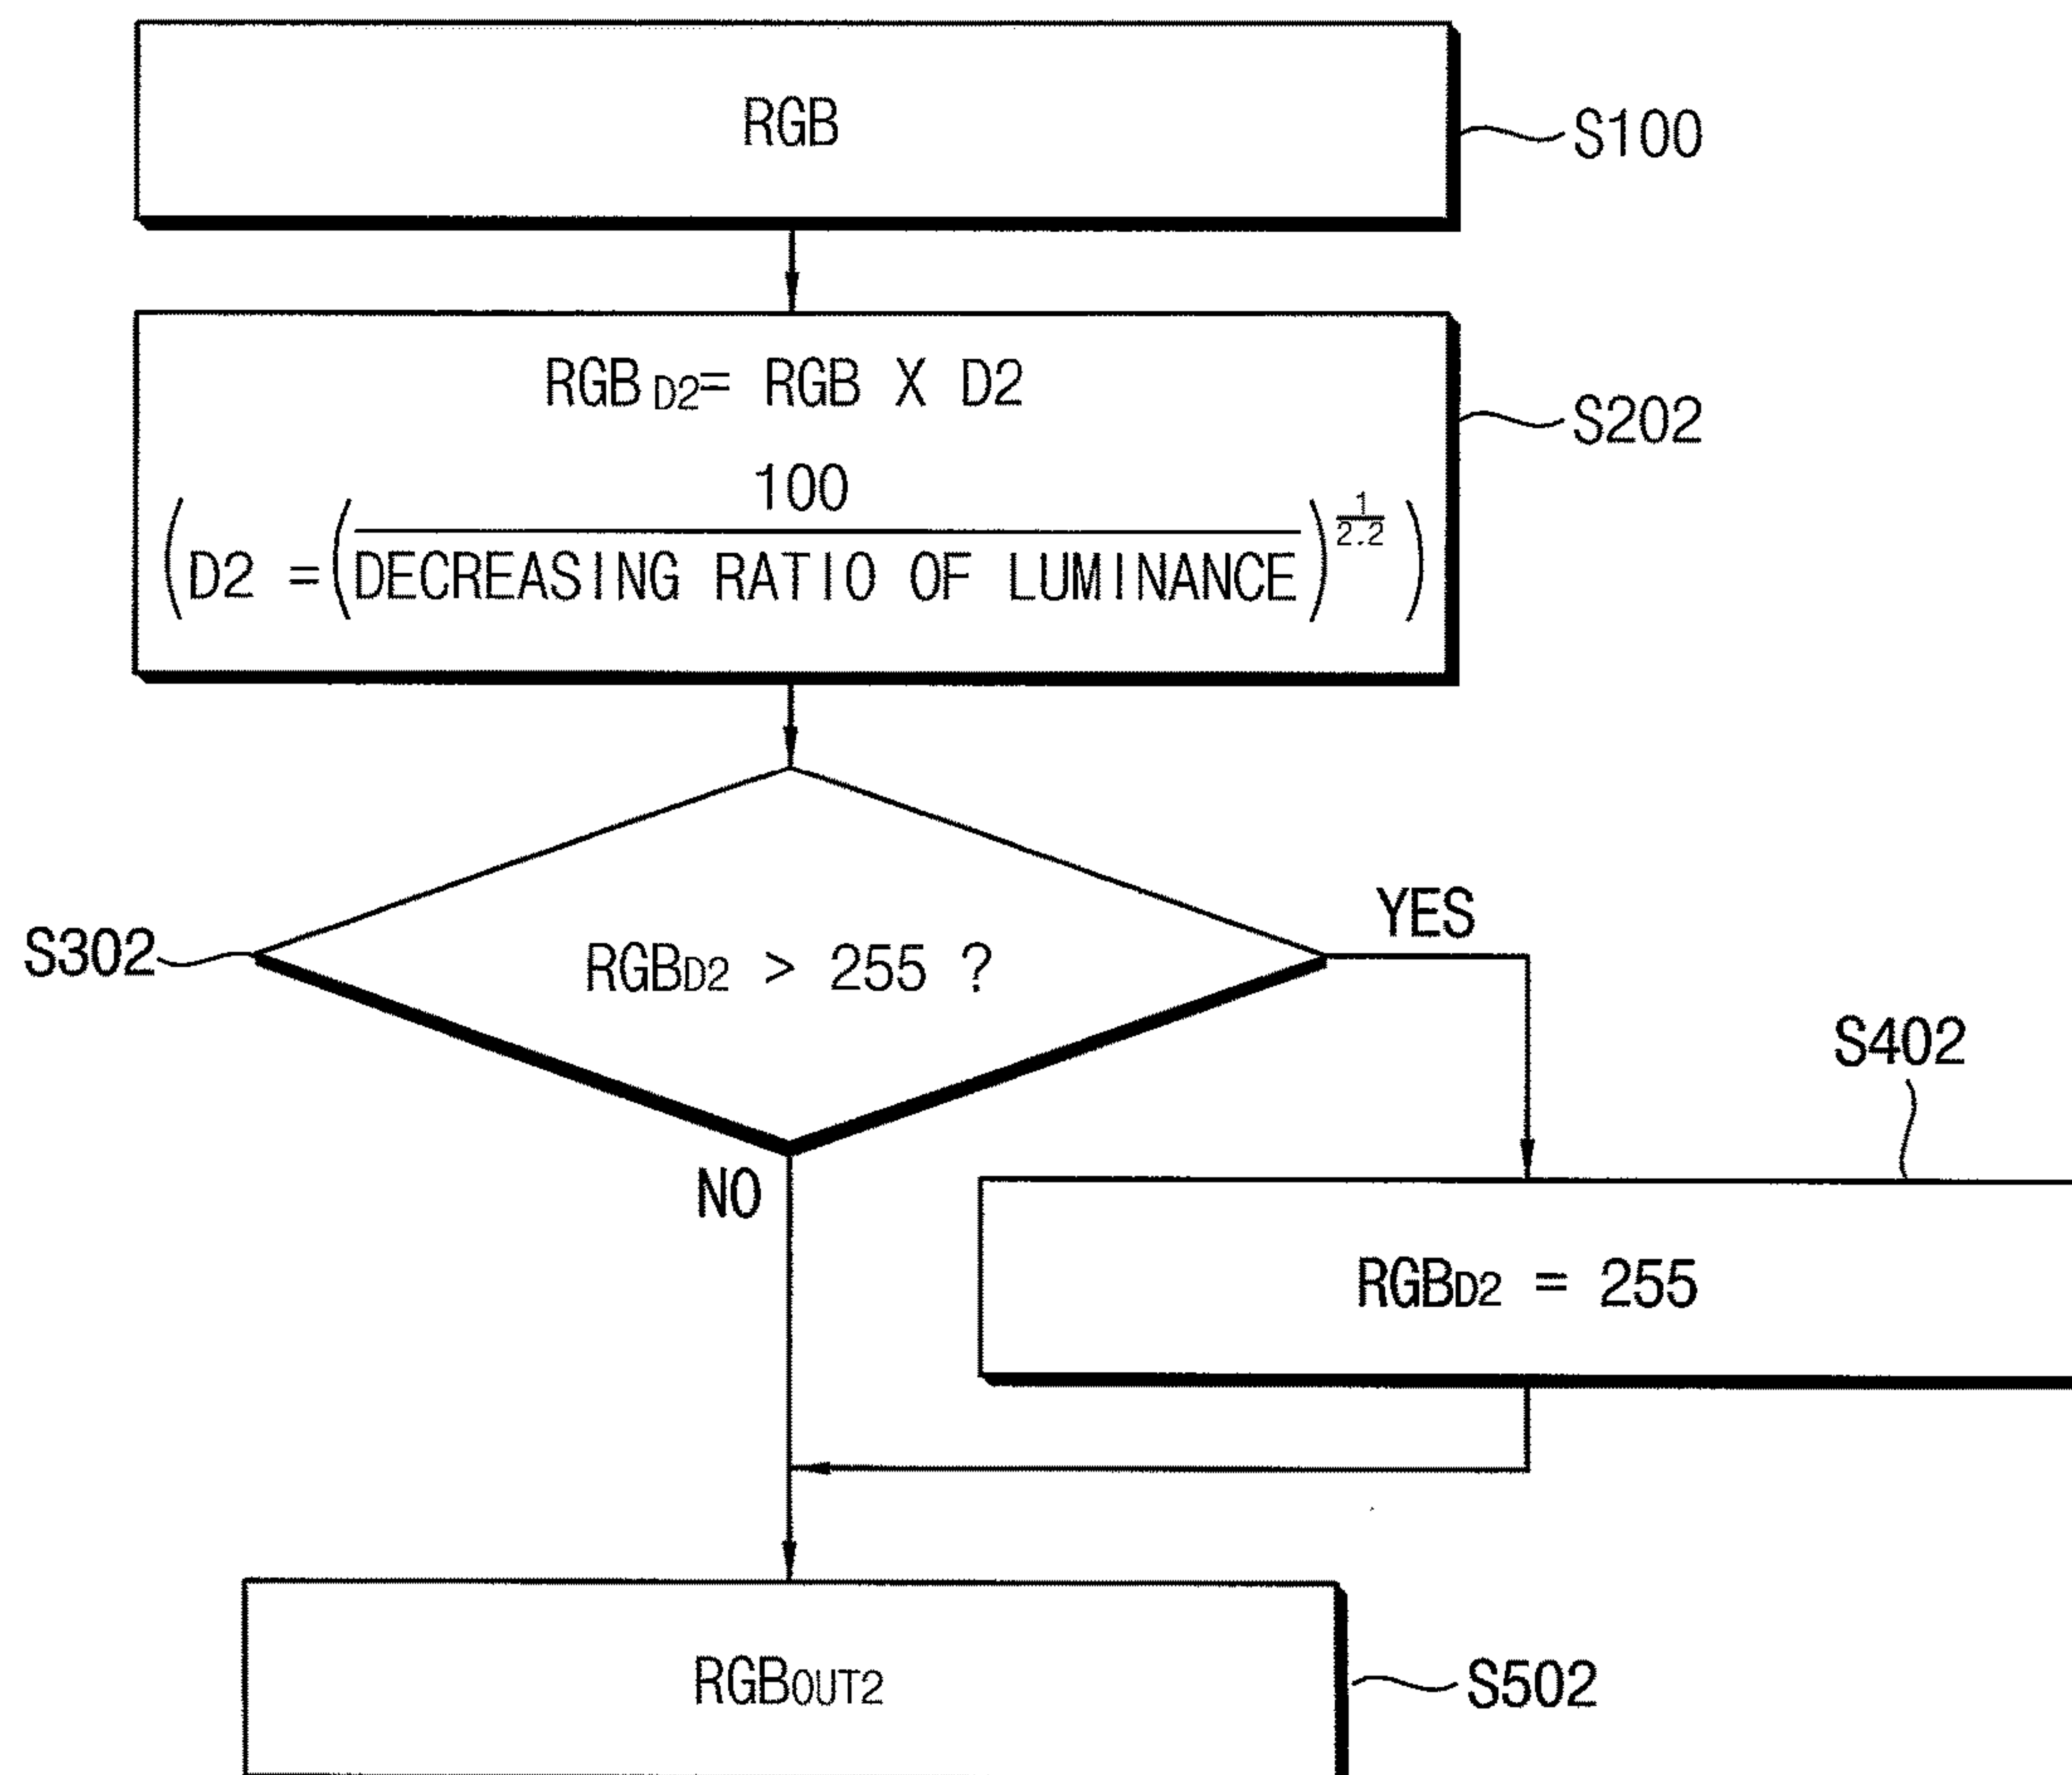 RGB
S100
RGB D2= RGB X D2
S202
100
(D2 =(DECREASING RATIO OF LUMINANCE) 1/2.2 )
YES
S302
RGBD2 > 255 ?
S402
NO
RGBD2 = 255
RGBOUT2
S502